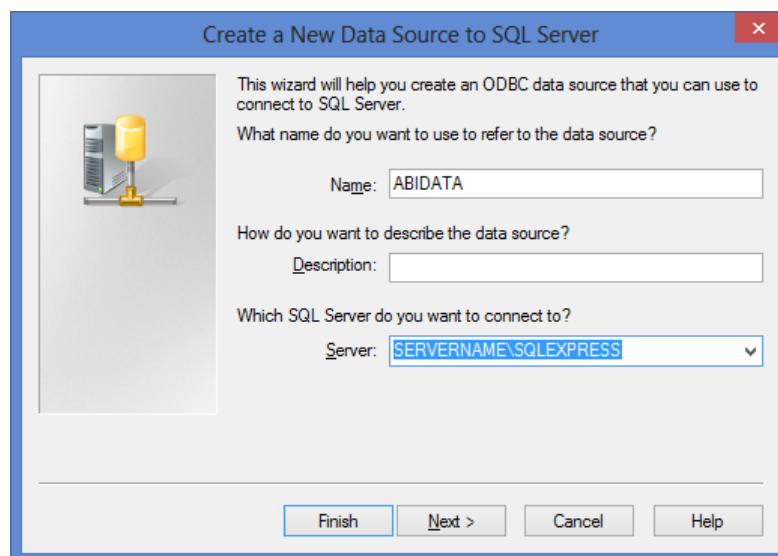 Create a New Data Source to SQL Server
This wizard will help you create an ODBC data source that you can use to
connect to SQL Server.
What name do you want to use to refer to the data source?
Name: ABIDATA
How do you want to describe the data source?
Description:
Which SQL Server do you want to connect to?
Server: SERVERNAME\SQLEXPRESS
Finish Next > Cancel Help